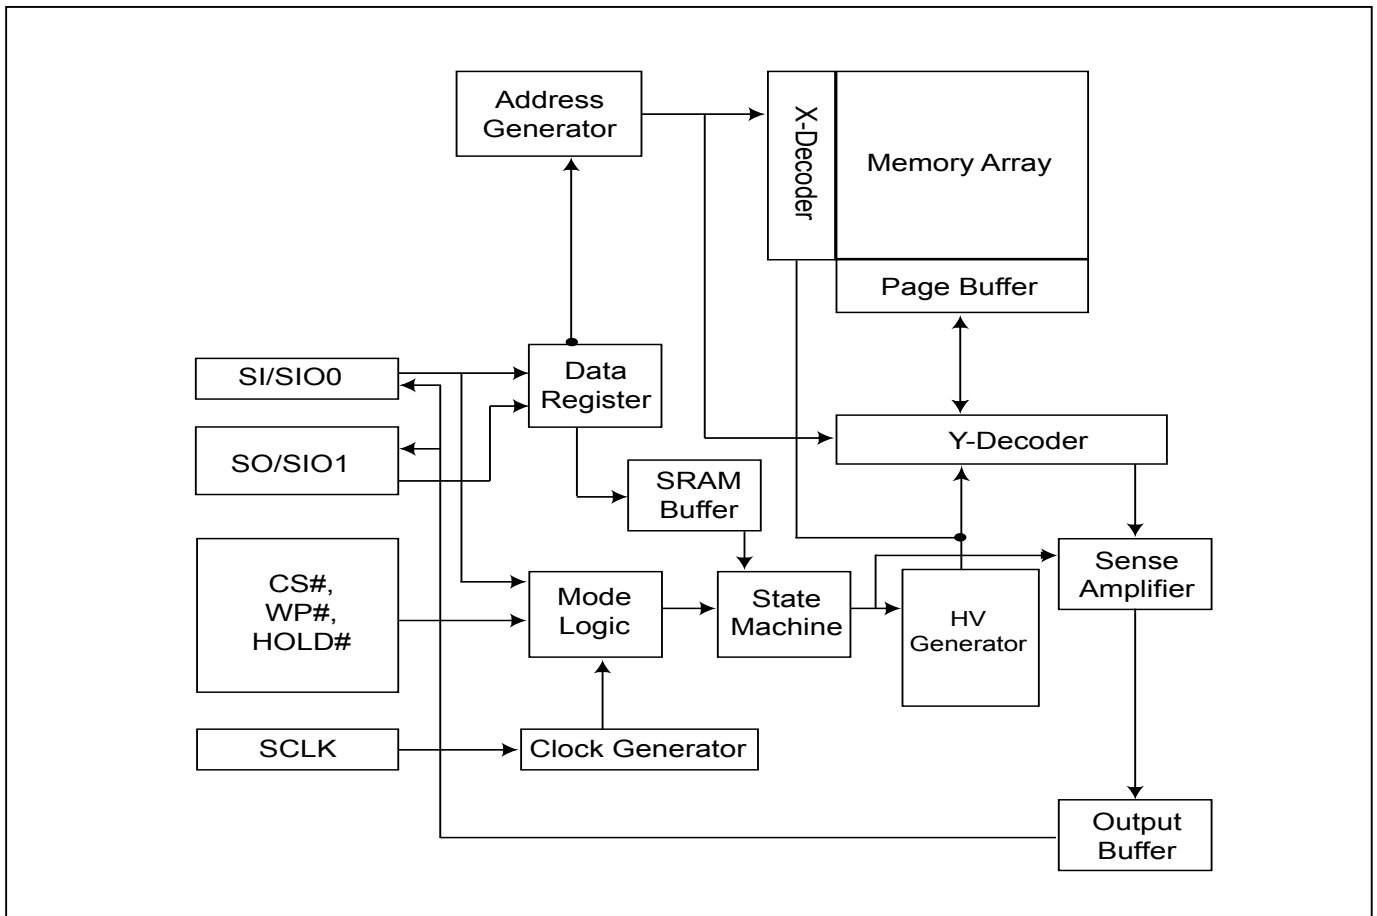 Address
Generator
X-Decoder
Memory Array
Page Buffer
SI/SIO0
Data
Register
SO/SIO1
Y-Decoder
SRAM
Buffer
CS#,
WP#,
HOLD#
Mode
Logic
State
Machine
HV
Generator
Sense
Amplifier
SCLK
Clock Generator
Output
Buffer